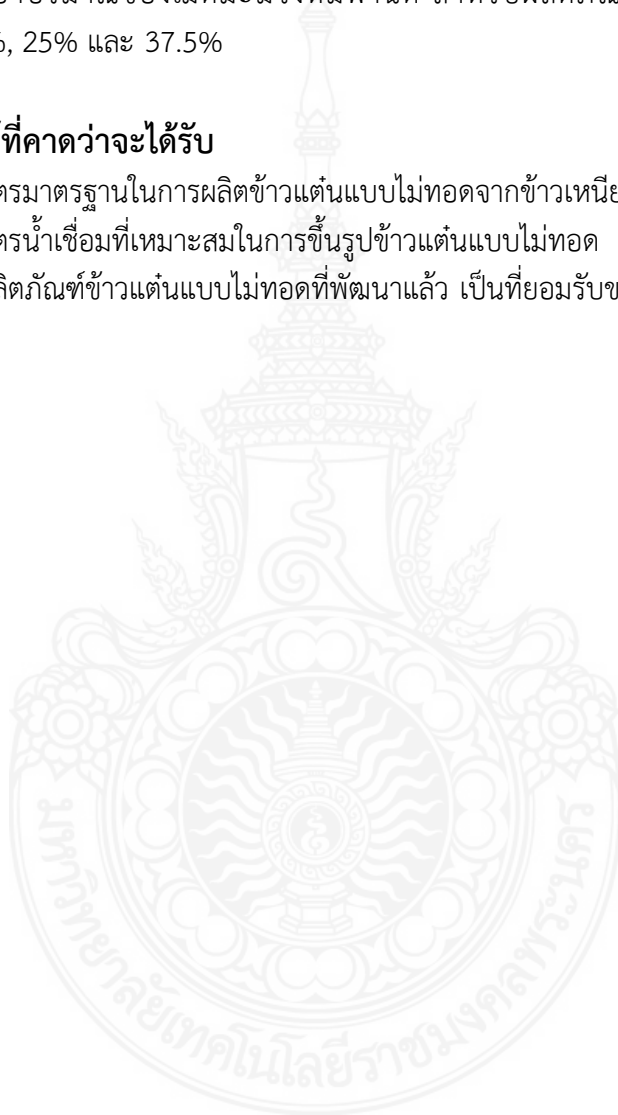 %, 25% และ 37.5%
ที่คาดว่าจะได้รับ
ตรมาตรฐานในการผลิตข้าวแต๋นแบบไม่ทอดจากข้าวเหนีย
ตรน้ำเชื่อมที่เหมาะสมในการขึ้นรูปข้าวแต๋นแบบไม่ทอด
ลิตภัณฑ์ข้าวแต๋นแบบไม่ทอดที่พัฒนาแล้ว เป็นที่ยอมรับข
มหาวิทยาลัยเทคโนโลยีราชมงคลพระนคร